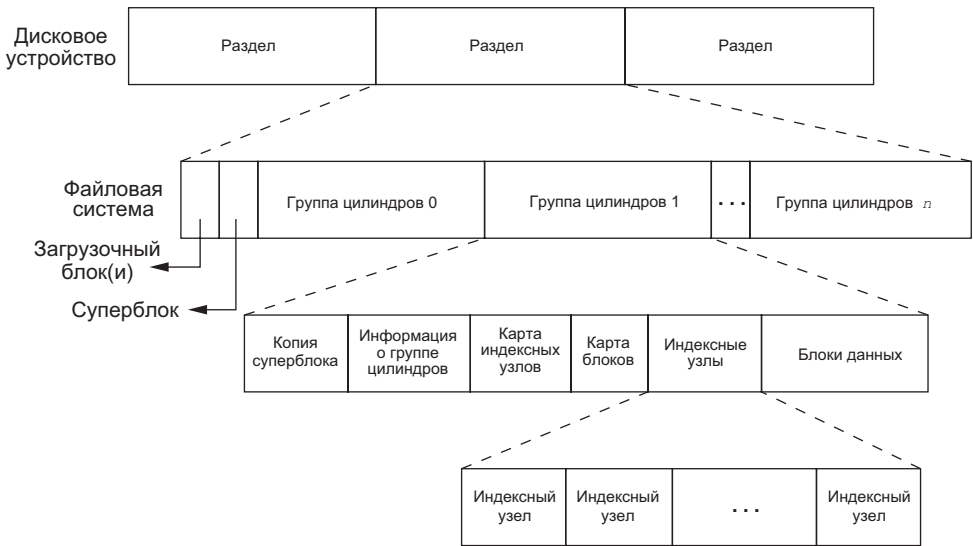 Дисковое
устройство
Раздел
Раздел
Раздел
Файловая
система
Группа цилиндров 0
Группа цилиндров 1
...
Группа цилиндров n
Загрузочный
блок(и)
Суперблок
Копия
суперблока
Информация
о группе
цилиндров
Карта
индексных
узлов
Карта
блоков
Индексные
узлы
Блоки данных
Индексный
узел
Индексный
узел
...
Индексный
узел